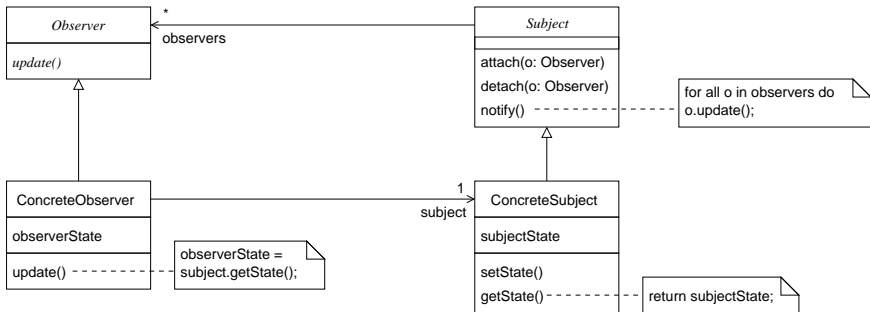 Observer
update()
*
observers
Subject
attach(o: Observer)
detach(o: Observer)
notify()
for all o in observers do
o.update();
ConcreteObserver
observerState
update()
observerState =
subject.getState();
1
subject
ConcreteSubject
subjectState
setState()
getState()
return subjectState;